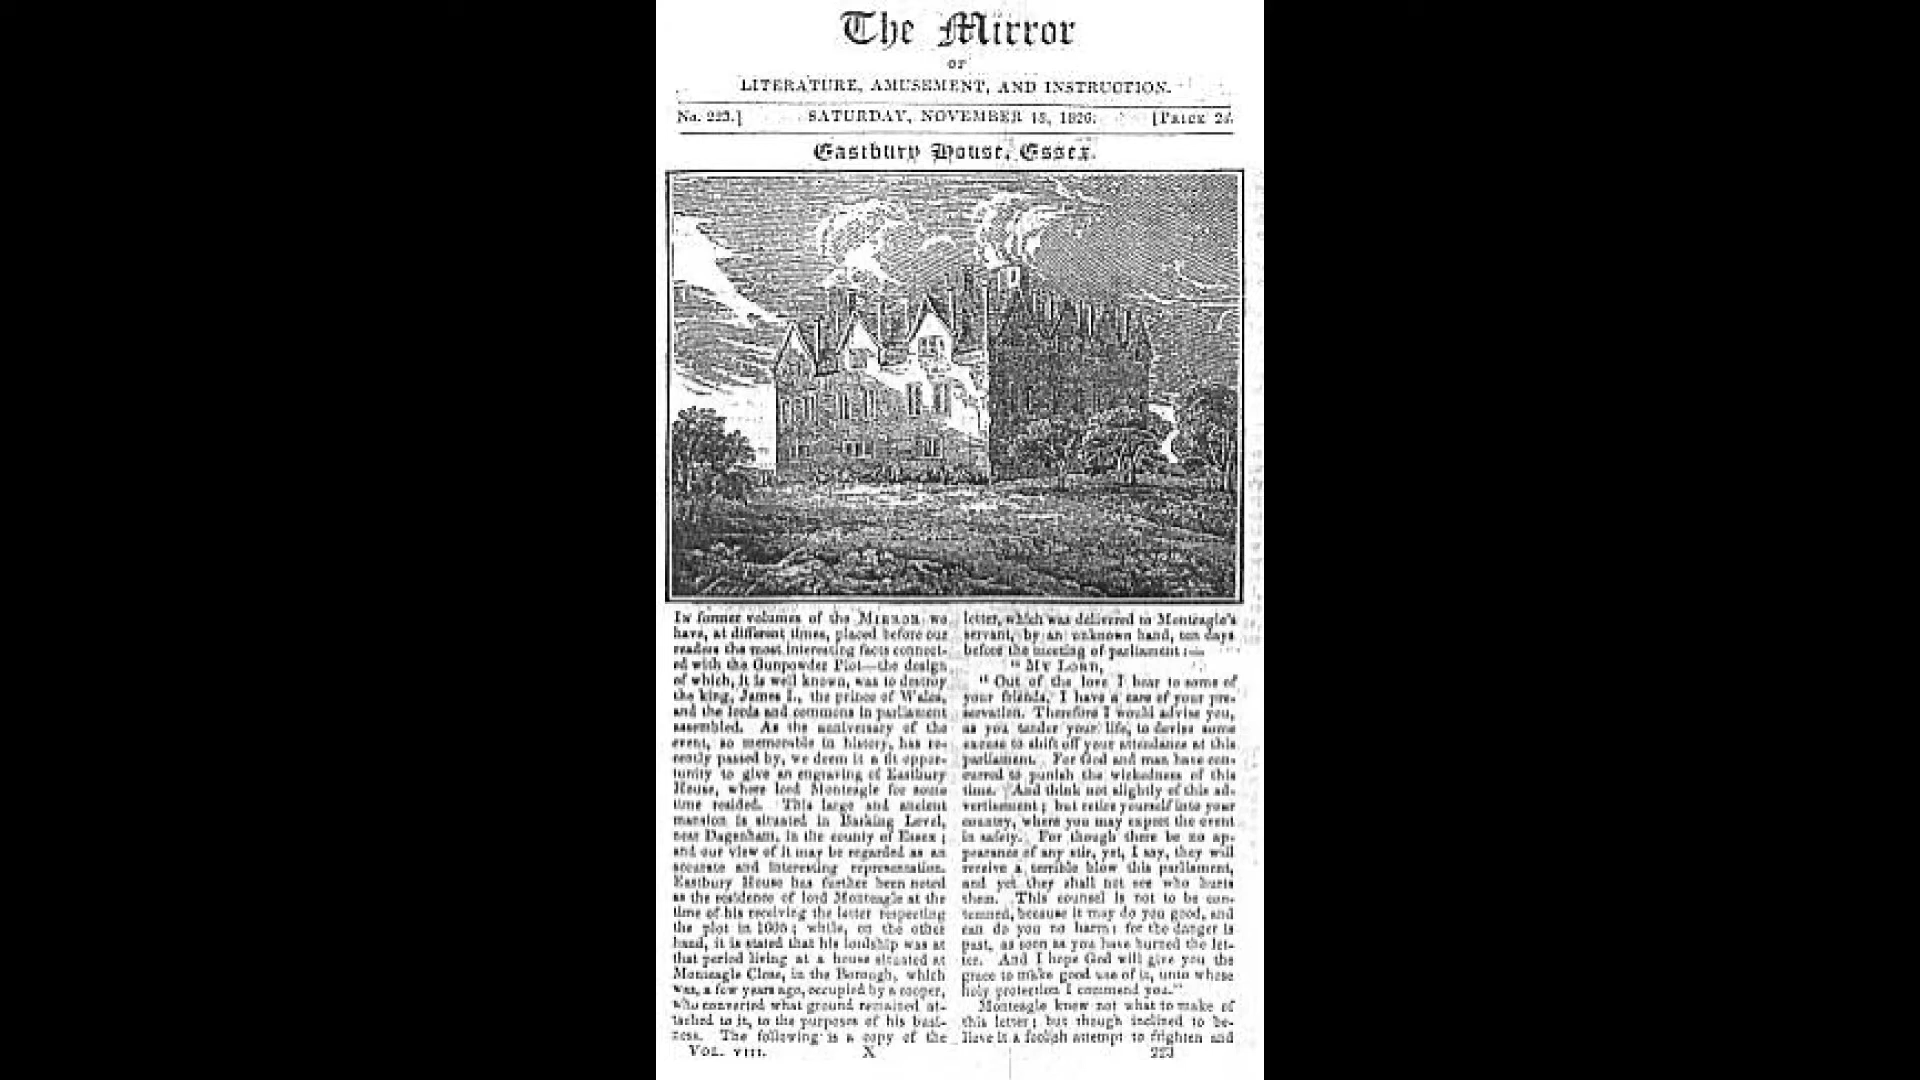 The Mirror
OF
LITERATURE, AMUSEMENT, AND INSTRUCTION.
No. 223.] SATURDAY, NOVEMBER 18, 1826. [PRICE 2d.
Eastbury House, Essex.
IN former volumes of the MIRROR we
have, at different times, placed before our
readers the most interesting facts connect-
ed with the Gunpowder Plot—the design
of which, it is well known, was to destroy
the king, James I., the prince of Wales,
and the lords and commons in parliament
assembled. As the anniversary of the
event, so memorable in history, has re-
cently passed by, we deem it a fit oppor-
tunity to give an engraving of Eastbury
House, where lord Monteagle for some
time resided. This large and ancient
mansion is situated in Barking Level,
near Dagenham, in the county of Essex;
and our view of it may be regarded as an
accurate and interesting representation.
Eastbury House has further been noted
as the residence of lord Monteagle at the
time of his receiving the letter respecting
the plot in 1605; while, on the other
hand, it is stated that his lordship was at
that period living at a house situated at
Monteagle Close, in the Borough, which
was, a few years ago, occupied by a cooper,
who converted what ground remained at-
tached to it, to the purposes of his busi-
ness. The following is a copy of the
VOL. VIII. X
letter, which was delivered to Monteagle's
servant, by an unknown hand, ten days
before the meeting of parliament:—
"MY LORD,
"Out of the love I bear to some of
your friends, I have a care of your pre-
servation. Therefore I would advise you,
as you tender your life, to devise some
excuse to shift off your attendance at this
parliament. For God and man have con-
curred to punish the wickedness of this
time. And think not slightly of this ad-
vertisement; but retire yourself into your
country, where you may expect the event
in safety. For though there be no ap-
pearance of any stir, yet, I say, they will
receive a terrible blow this parliament,
and yet they shall not see who hurts
them. This counsel is not to be con-
temned, because it may do you good, and
can do you no harm: for the danger is
past, as soon as you have burned the let-
ter. And I hope God will give you the
grace to make good use of it, unto whose
holy protection I commend you."
Monteagle knew not what to make of
this letter; but though inclined to be-
lieve it a foolish attempt to frighten and
223